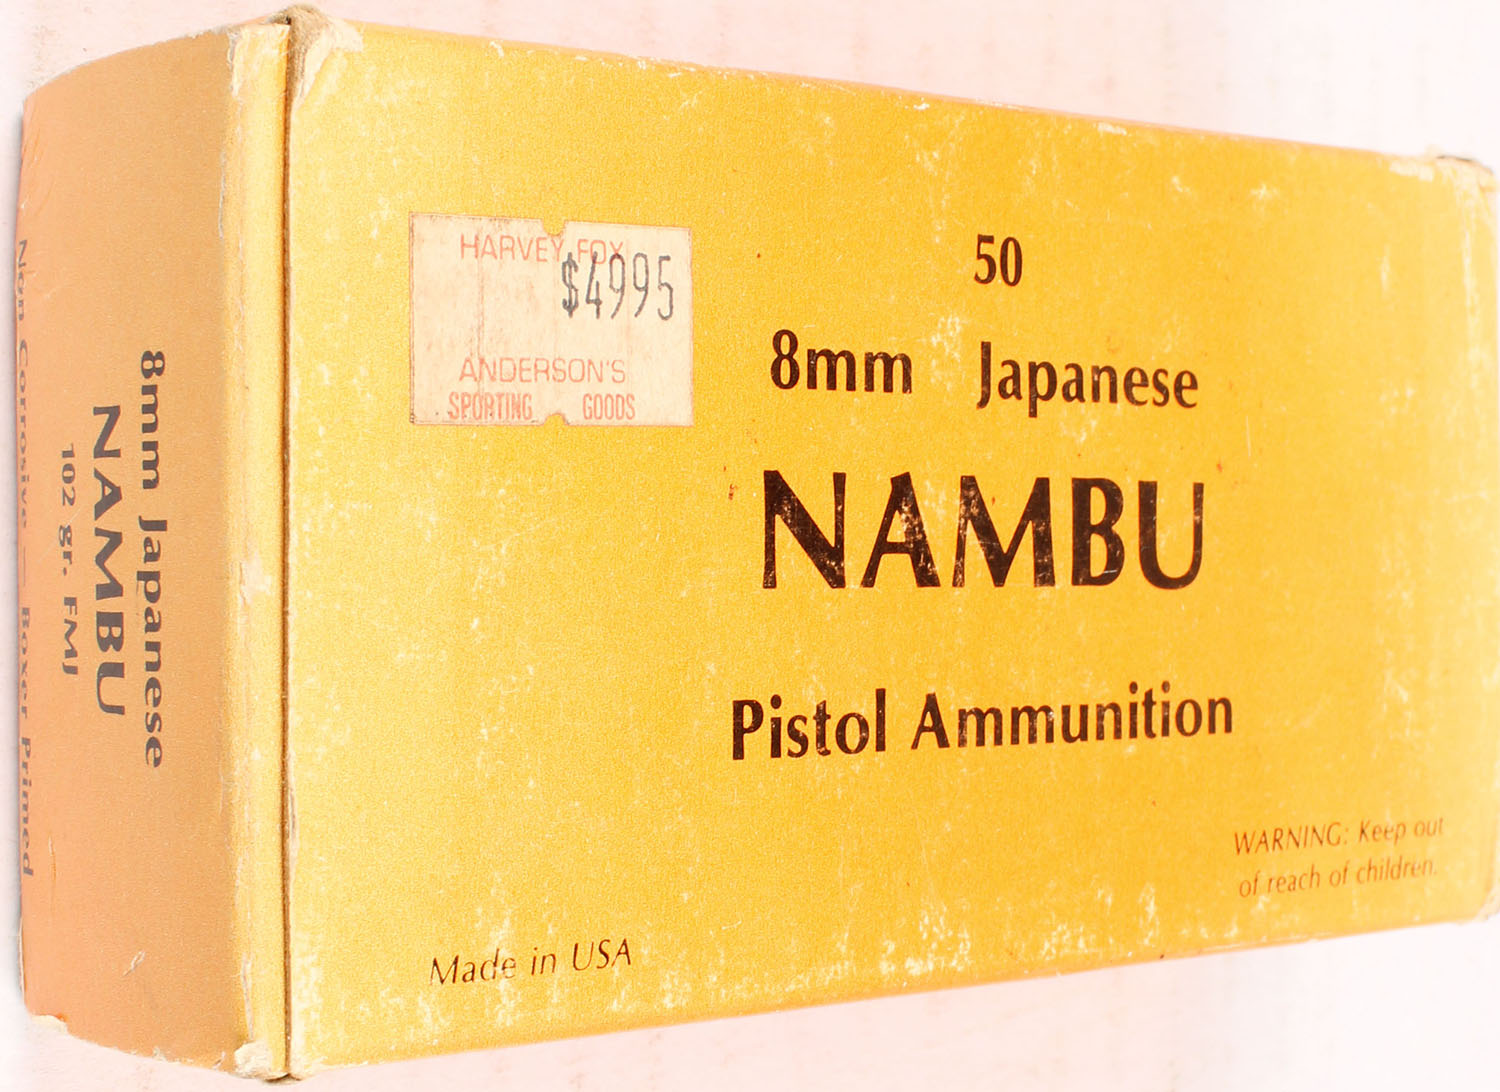 HARVEY FOX
$4995
ANDERSON'S
SPORTING GOODS
50
8mm Japanese
NAMBU
Pistol Ammunition
WARNING: Keep out
of reach of children.
Made in USA
8mm Japanese
NAMBU
102 gr. FMJ
Non Corrosive — Boxer Primed